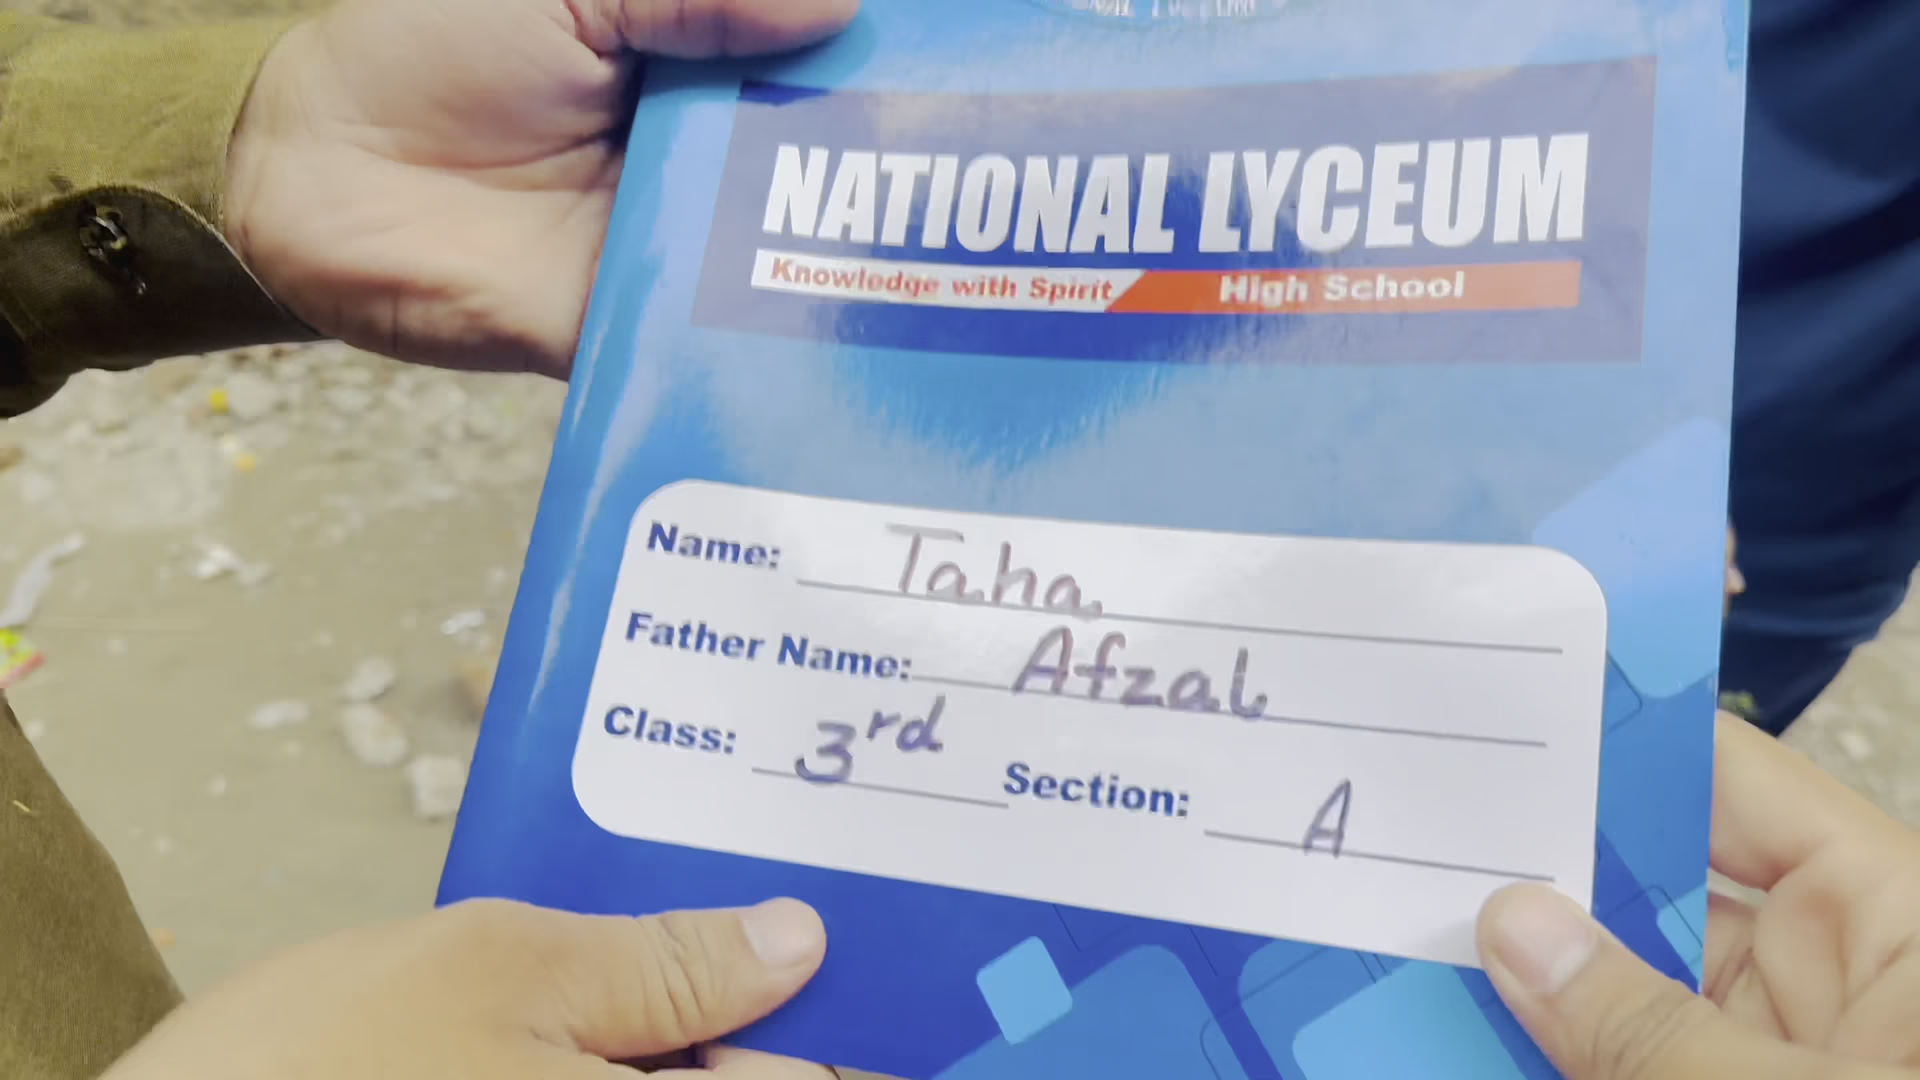 NATIONAL LYCEUM
Knowledge with Spirit High School
Name: Taha
Father Name: Afzal
Class: 3rd Section: A